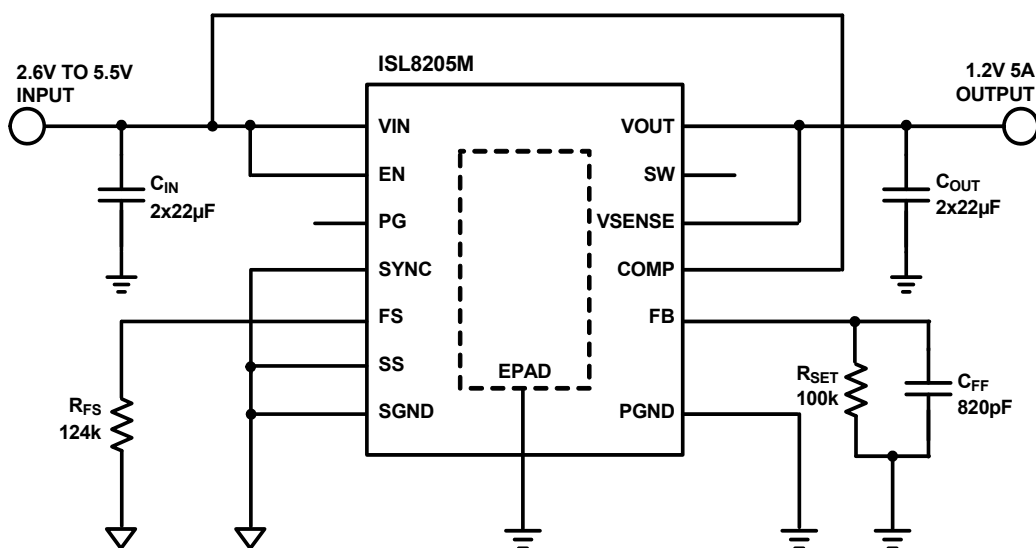 ISL8205M
2.6V TO 5.5V
INPUT
1.2V 5A
OUTPUT
VIN
VOUT
EN
SW
CIN
2x22µF
COUT
2x22µF
PG
VSENSE
SYNC
COMP
FS
FB
SS
EPAD
RSET
100k
CFF
820pF
RFS
124k
SGND
PGND